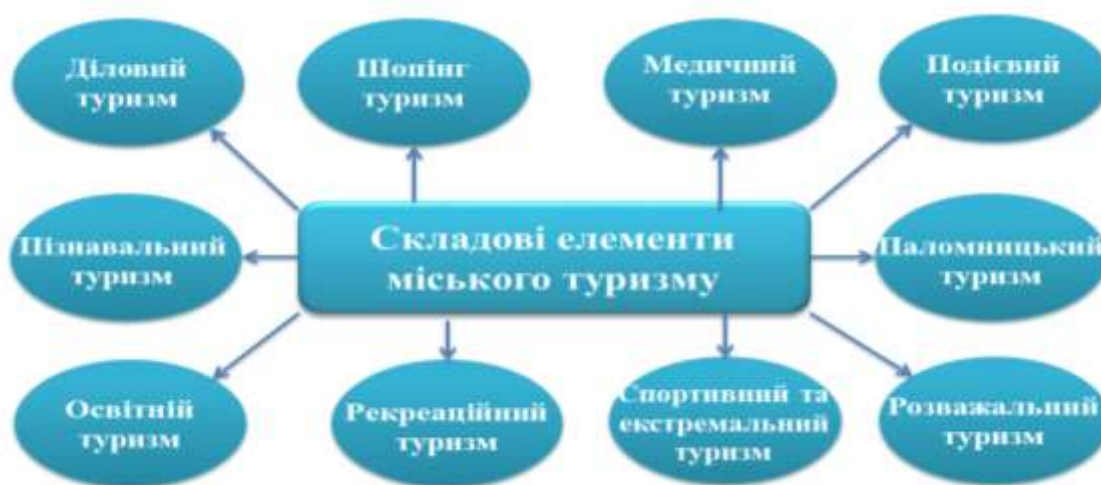 Діловий
туризм
Шопінг
туризм
Медичний
туризм
Подієвий
туризм
Пізнавальний
туризм
Складові елементи
міського туризму
Паломницький
туризм
Освітній
туризм
Рекреаційний
туризм
Спортивний та
екстремальний
туризм
Розважальний
туризм